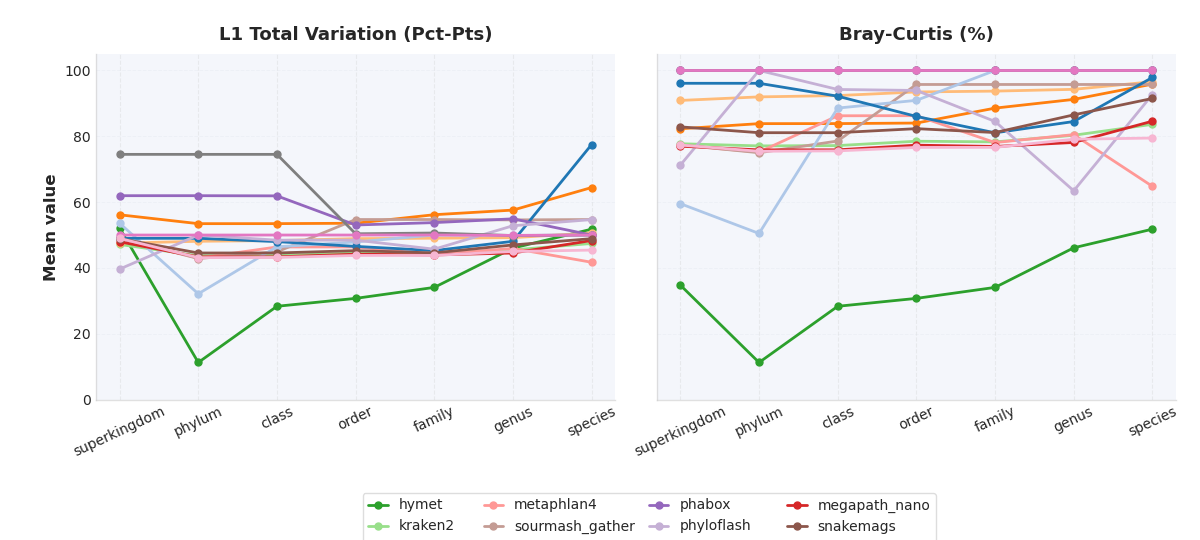 L1 Total Variation (Pct-Pts)
Bray-Curtis (%)
Mean value
100
80
60
40
20
0
superkingdom phylum class order family genus species
superkingdom phylum class order family genus species
hymet metaphlan4 phabox megapath_nano
kraken2 sourmash_gather phyloflash snakemags